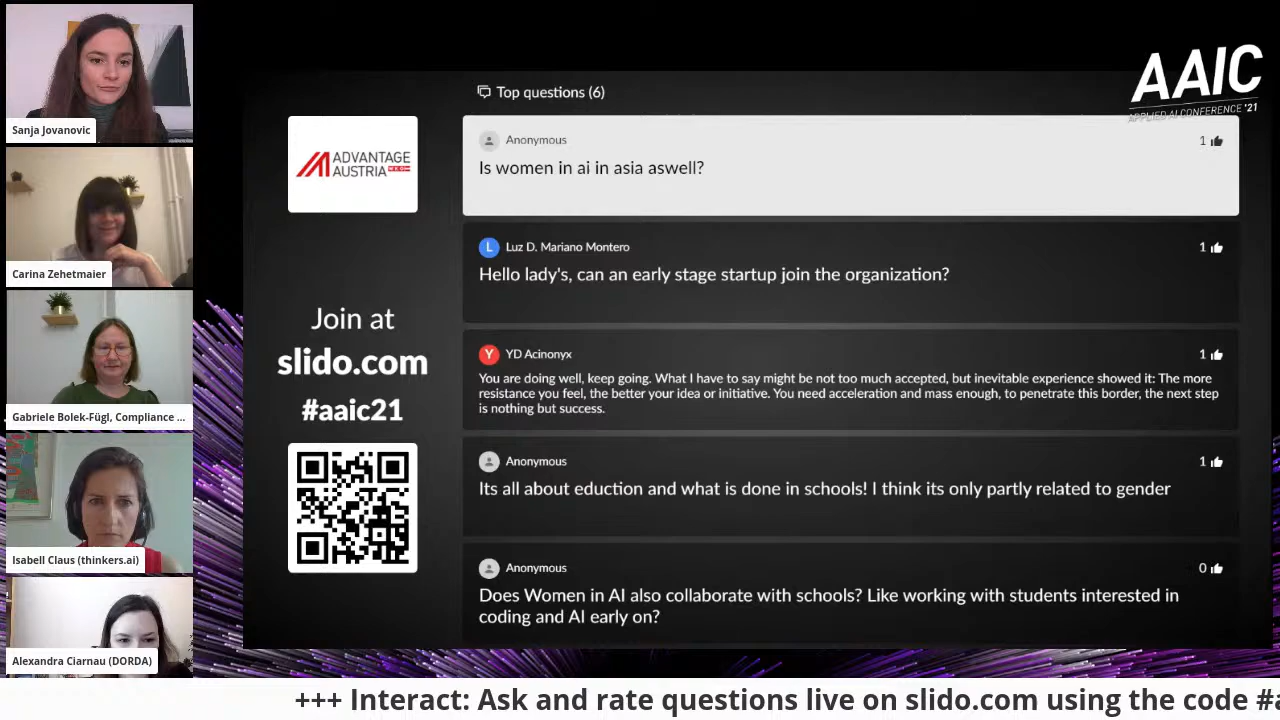 Sanja Jovanovic
Carina Zehetmaier
Gabriele Bolek-Fügl, Compliance ...
Isabell Claus (thinkers.ai)
Alexandra Ciarnau (DORDA)
ADVANTAGE
AUSTRIA
Join at
slido.com
#aaic21
Top questions (6)
AAIC
APPLIED AI CONFERENCE '21
Anonymous
1
Is women in ai in asia aswell?
L
Luz D. Mariano Montero
1
Hello lady's, can an early stage startup join the organization?
Y
YD Acinonyx
1
You are doing well, keep going. What I have to say might be not too much accepted, but inevitable experience showed it: The more
resistance you feel, the better your idea or initiative. You need acceleration and mass enough, to penetrate this border, the next step
is nothing but success.
Anonymous
1
Its all about eduction and what is done in schools! I think its only partly related to gender
Anonymous
0
Does Women in AI also collaborate with schools? Like working with students interested in
coding and AI early on?
+++ Interact: Ask and rate questions live on slido.com using the code #a